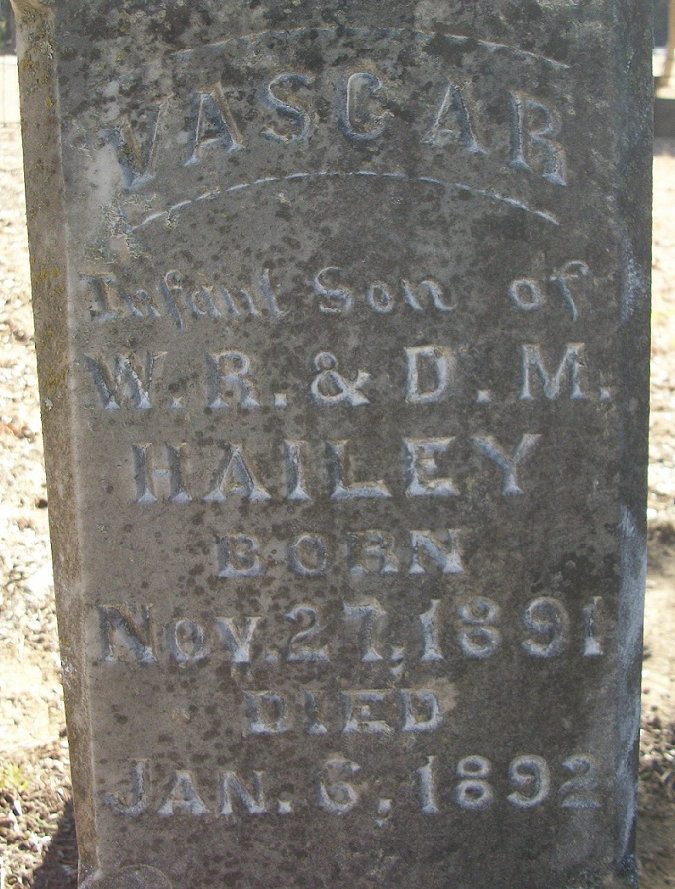 VASCAR
Infant Son of
W. R. & D. M.
HAILEY
BORN
Nov. 27, 1891
DIED
JAN. 6, 1892